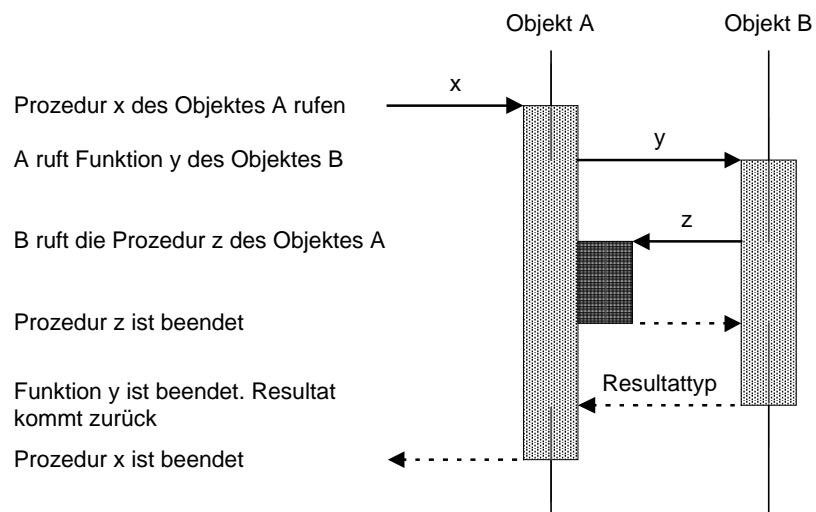 Objekt A
Objekt B
x
Prozedur x des Objektes A rufen
y
A ruft Funktion y des Objektes B
z
B ruft die Prozedur z des Objektes A
Prozedur z ist beendet
Resultattyp
Funktion y ist beendet. Resultat
kommt zurück
Prozedur x ist beendet